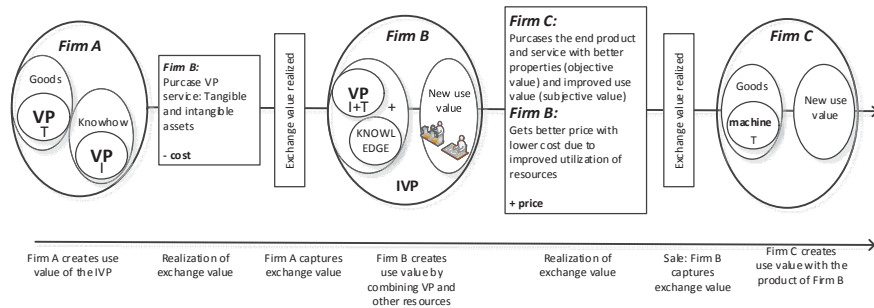 Firm A
Goods
VP
T
Knowhow
VP
I
Firm B:
Purcase VP
service: Tangible
and intangible
assets
- cost
Exchange value realized
Firm B
VP
I+T
+
KNOWL
EDGE
New use
value
IVP
Firm C:
Purcases the end product
and service with better
properties (objective
value) and improved use
value (subjective value)
Firm B:
Gets better price with
lower cost due to
improved utilization of
resources
+ price
Exchange value realized
Firm C
Goods
machine
T
New use
value
Firm A creates use
value of the IVP
Realization of
exchange value
Firm A captures
exchange value
Firm B creates
use value by
combining VP and
other resources
Realization of
exchange value
Sale: Firm B
captures
exchange value
Firm C creates
use value with the
product of Firm B